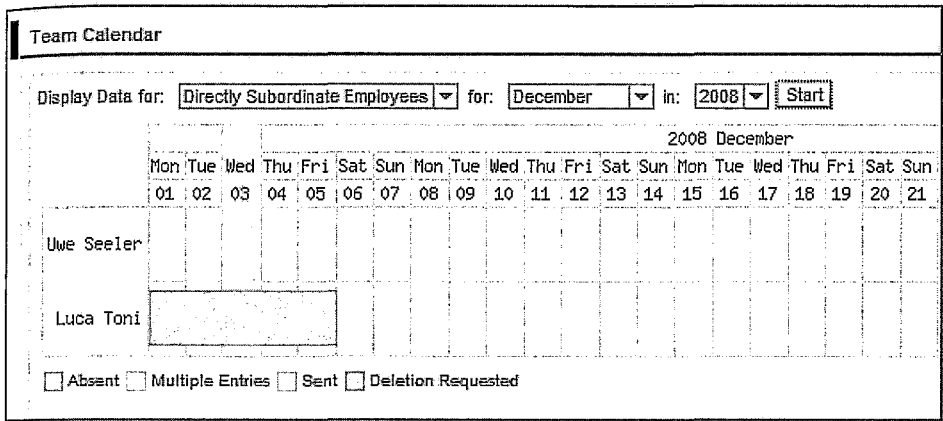 Team Calendar
Display Data for: Directly Subordinate Employees for: December in: 2008 Start
2008 December
Mon Tue Wed Thu Fri Sat Sun Mon Tue Wed Thu Fri Sat Sun Mon Tue Wed Thu Fri Sat Sun
01 02 03 04 05 06 07 08 09 10 11 12 13 14 15 16 17 18 19 20 21
Uwe Seeler
Luca Toni
Absent Multiple Entries Sent Deletion Requested